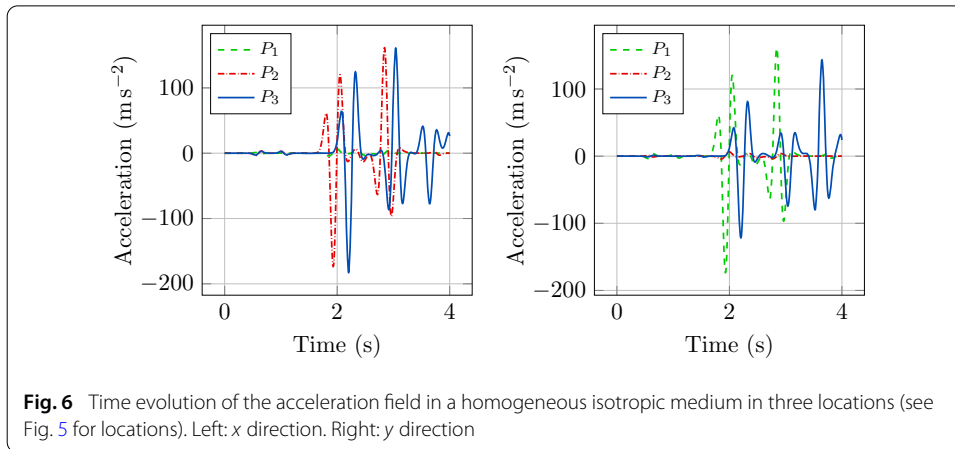 P1
P2
P3
100
0
−100
−200
Acceleration (m s−2)
0
2
4
Time (s)
P1
P2
P3
100
0
−100
−200
Acceleration (m s−2)
0
2
4
Time (s)
Fig. 6 Time evolution of the acceleration field in a homogeneous isotropic medium in three locations (see
Fig. 5 for locations). Left: x direction. Right: y direction